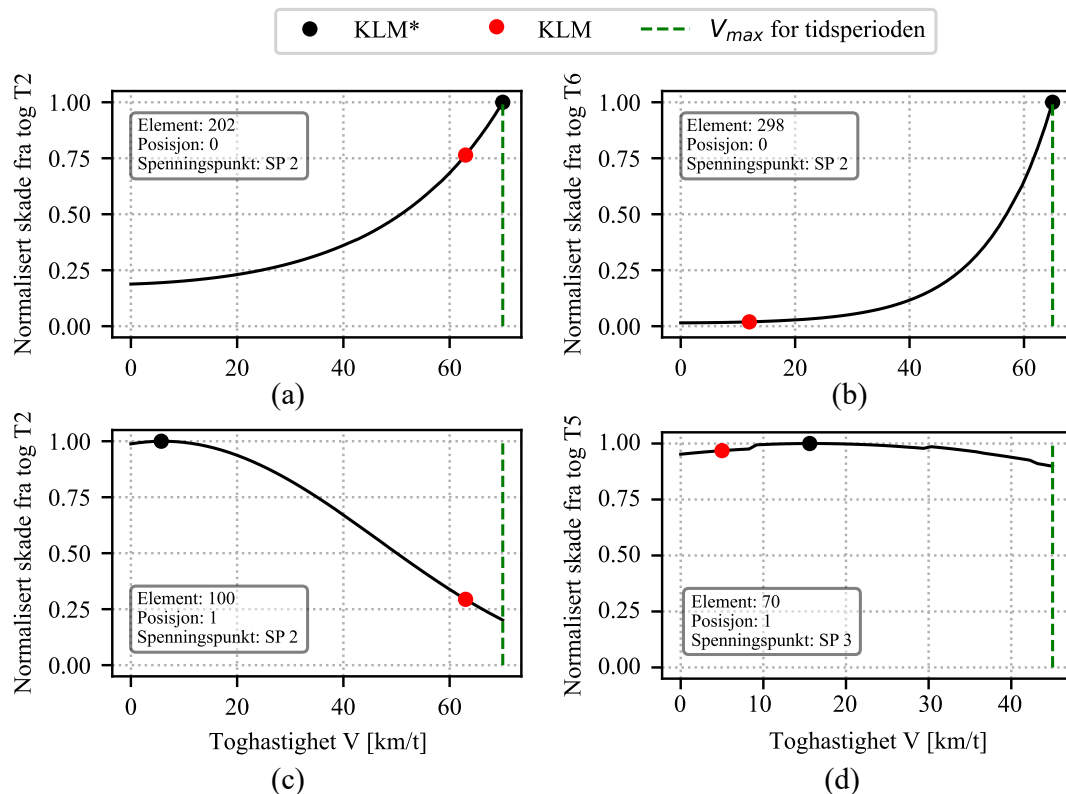 KLM* KLM Vmax for tidsperioden
Normalisert skade fra tog T2
1.00
0.75
0.50
0.25
0.00
Element: 202
Posisjon: 0
Spenningspunkt: SP 2
0 20 40 60
(a)
Normalisert skade fra tog T6
1.00
0.75
0.50
0.25
0.00
Element: 298
Posisjon: 0
Spenningspunkt: SP 2
0 20 40 60
(b)
Normalisert skade fra tog T2
1.00
0.75
0.50
0.25
0.00
Element: 100
Posisjon: 1
Spenningspunkt: SP 2
0 20 40 60
Toghastighet V [km/t]
(c)
Normalisert skade fra tog T5
1.00
0.75
0.50
0.25
0.00
Element: 70
Posisjon: 1
Spenningspunkt: SP 3
0 10 20 30 40
Toghastighet V [km/t]
(d)